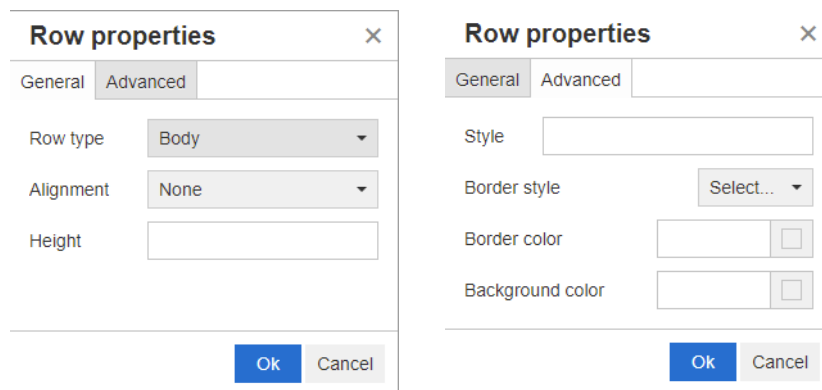 Row properties ×
General Advanced
Row type Body
Alignment None
Height
Ok Cancel
Row properties ×
General Advanced
Style
Border style Select...
Border color
Background color
Ok Cancel